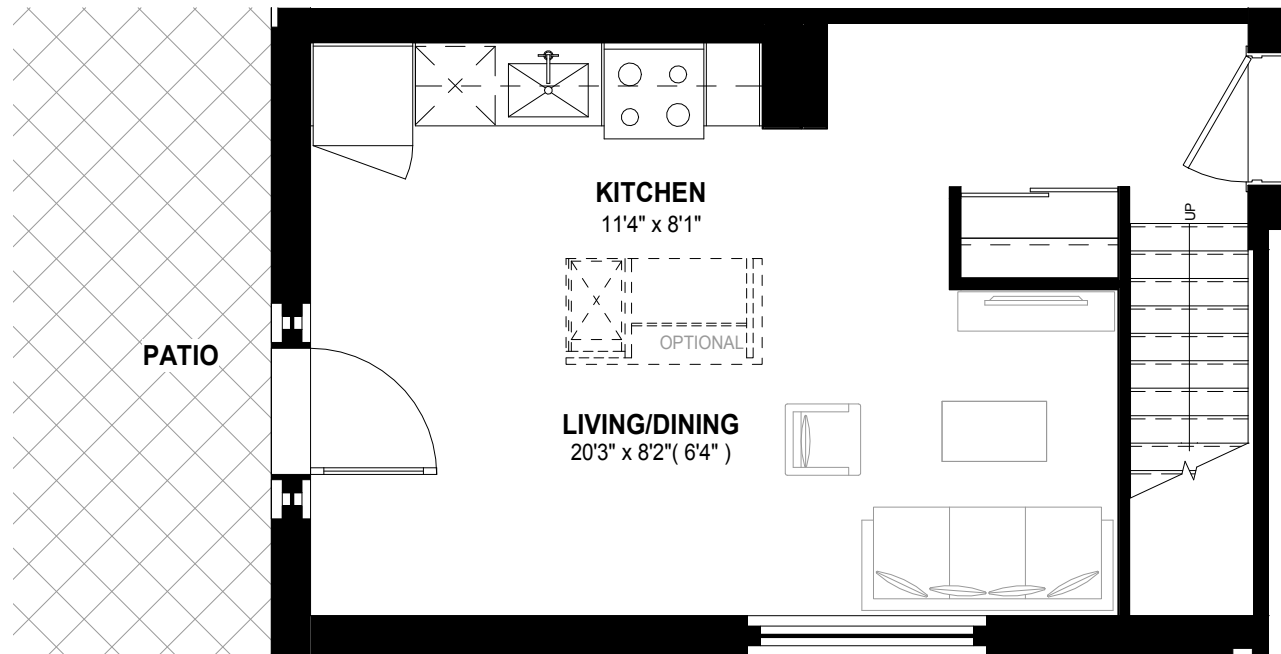 KITCHEN
11'4" x 8'1"
UP
OPTIONAL
PATIO
LIVING/DINING
20'3" x 8'2"( 6'4" )